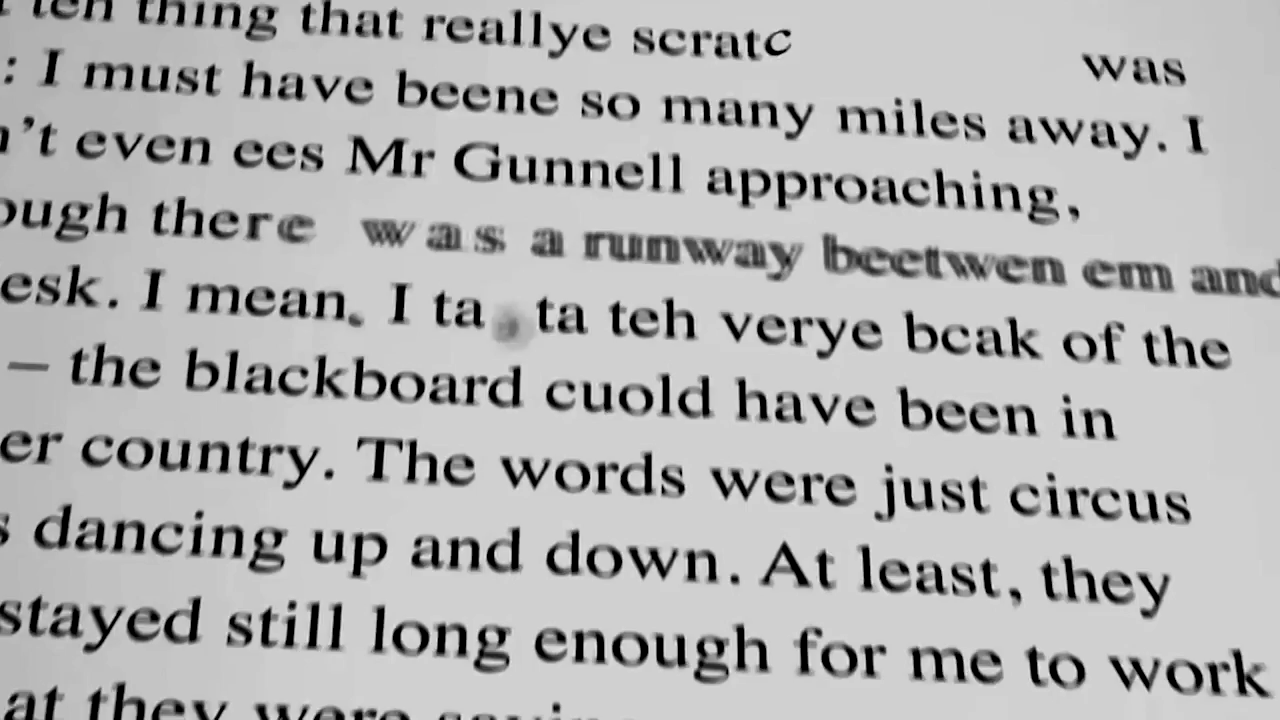 teh thing that reallye scratc was
: I must have beene so many miles away. I
n't even ees Mr Gunnell approaching,
ough there was a runway beetwen em and
esk. I mean. I ta ta teh verye bcak of the
– the blackboard cuold have been in
er country. The words were just circus
s dancing up and down. At least, they
stayed still long enough for me to work
at they were